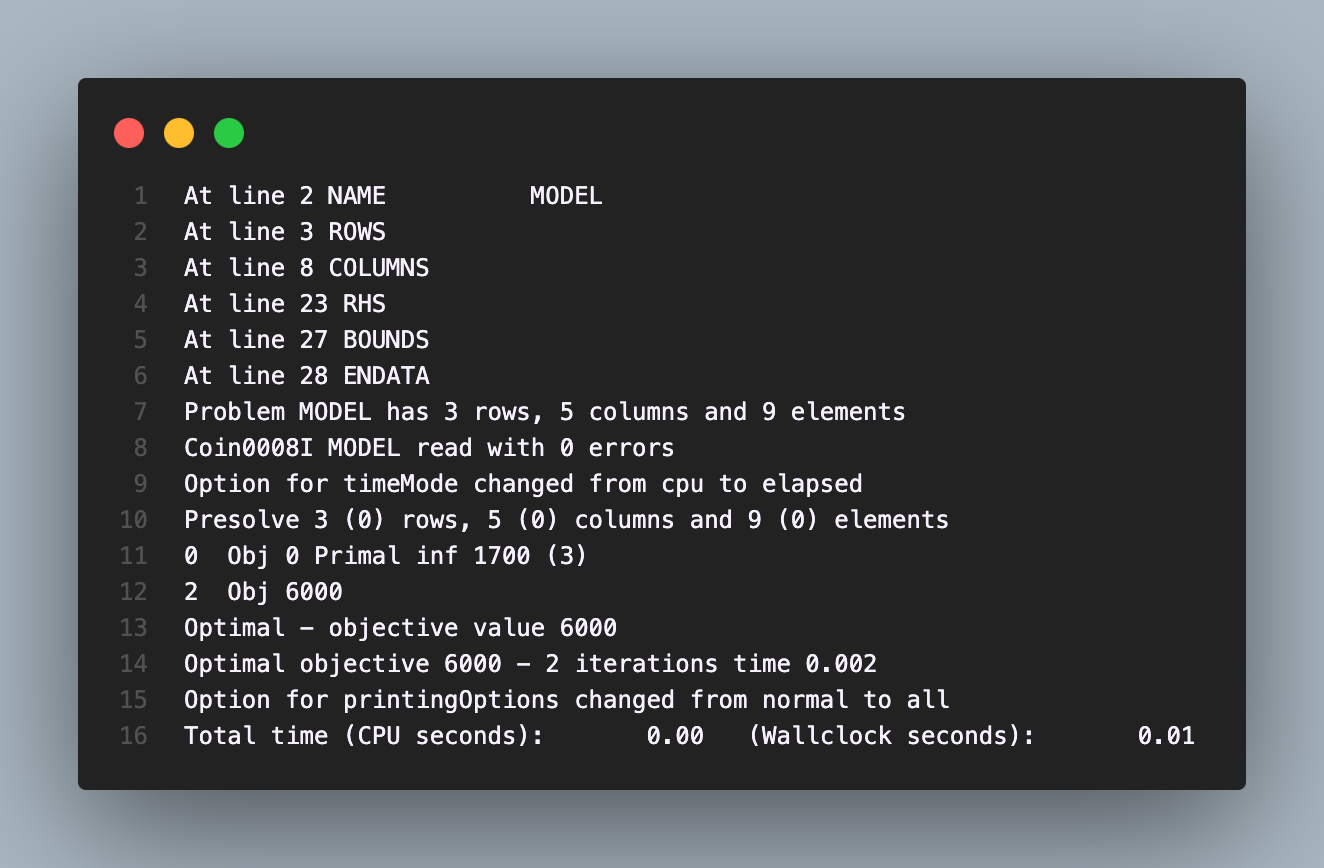 1 At line 2 NAME          MODEL
2 At line 3 ROWS
3 At line 8 COLUMNS
4 At line 23 RHS
5 At line 27 BOUNDS
6 At line 28 ENDATA
7 Problem MODEL has 3 rows, 5 columns and 9 elements
8 Coin0008I MODEL read with 0 errors
9 Option for timeMode changed from cpu to elapsed
10 Presolve 3 (0) rows, 5 (0) columns and 9 (0) elements
11 0  Obj 0 Primal inf 1700 (3)
12 2  Obj 6000
13 Optimal – objective value 6000
14 Optimal objective 6000 – 2 iterations time 0.002
15 Option for printingOptions changed from normal to all
16 Total time (CPU seconds):       0.00   (Wallclock seconds):       0.01